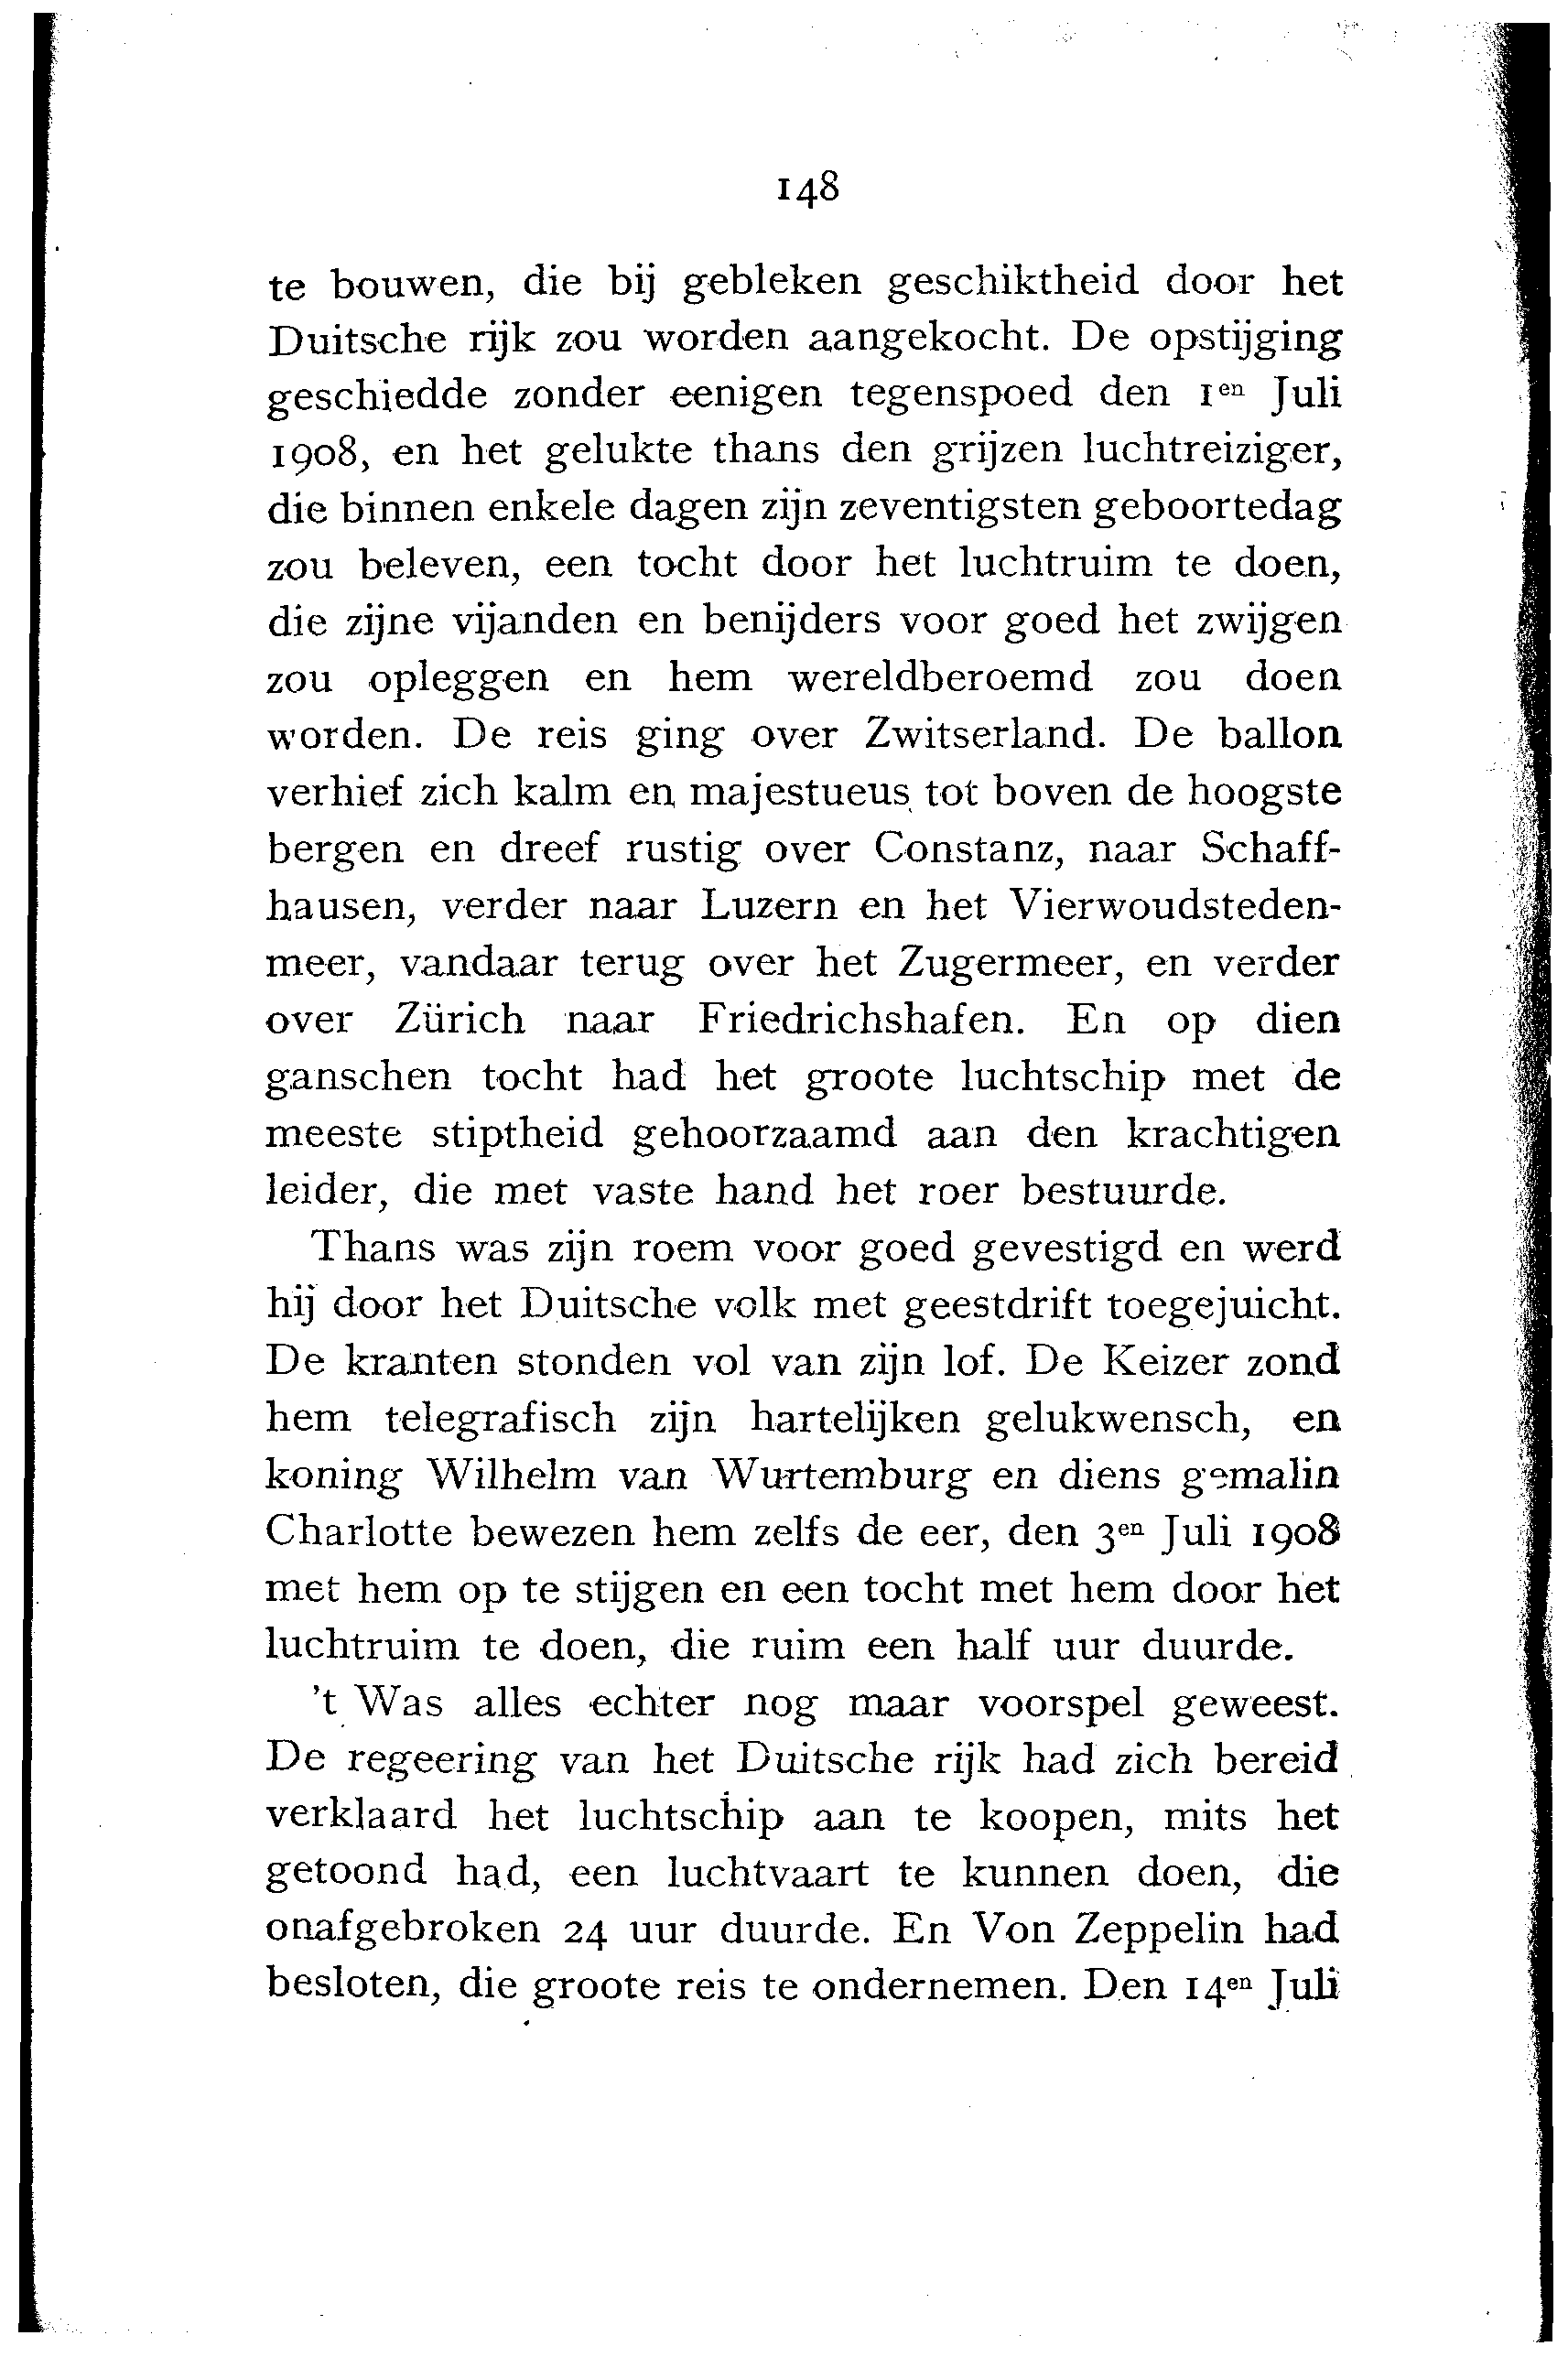 148
te bouwen, die bij gebleken geschiktheid door het
Duitsche rijk zou worden aangekocht. De opstijging
geschiedde zonder eenigen tegenspoed den 1en Juli
1908, en het gelukte thans den grijzen luchtreiziger,
die binnen enkele dagen zijn zeventigsten geboortedag
zou beleven, een tocht door het luchtruim te doen,
die zijne vijanden en benijders voor goed het zwijgen
zou opleggen en hem wereldberoemd zou doen
worden. De reis ging over Zwitserland. De ballon
verhief zich kalm en majestueus tot boven de hoogste
bergen en dreef rustig over Constanz, naar Schaff-
hausen, verder naar Luzern en het Vierwoudsteden-
meer, vandaar terug over het Zugermeer, en verder
over Zürich naar Friedrichshafen. En op dien
ganschen tocht had het groote luchtschip met de
meeste stiptheid gehoorzaamd aan den krachtigen
leider, die met vaste hand het roer bestuurde.
Thans was zijn roem voor goed gevestigd en werd
hij door het Duitsche volk met geestdrift toegejuicht.
De kranten stonden vol van zijn lof. De Keizer zond
hem telegrafisch zijn hartelijken gelukwensch, en
koning Wilhelm van Wurtemburg en diens gemalin
Charlotte bewezen hem zelfs de eer, den 3en Juli 1908
met hem op te stijgen en een tocht met hem door het
luchtruim te doen, die ruim een half uur duurde.
't Was alles echter nog maar voorspel geweest.
De regeering van het Duitsche rijk had zich bereid
verklaard het luchtschip aan te koopen, mits het
getoond had, een luchtvaart te kunnen doen, die
onafgebroken 24 uur duurde. En Von Zeppelin had
besloten, die groote reis te ondernemen. Den 14en Juli